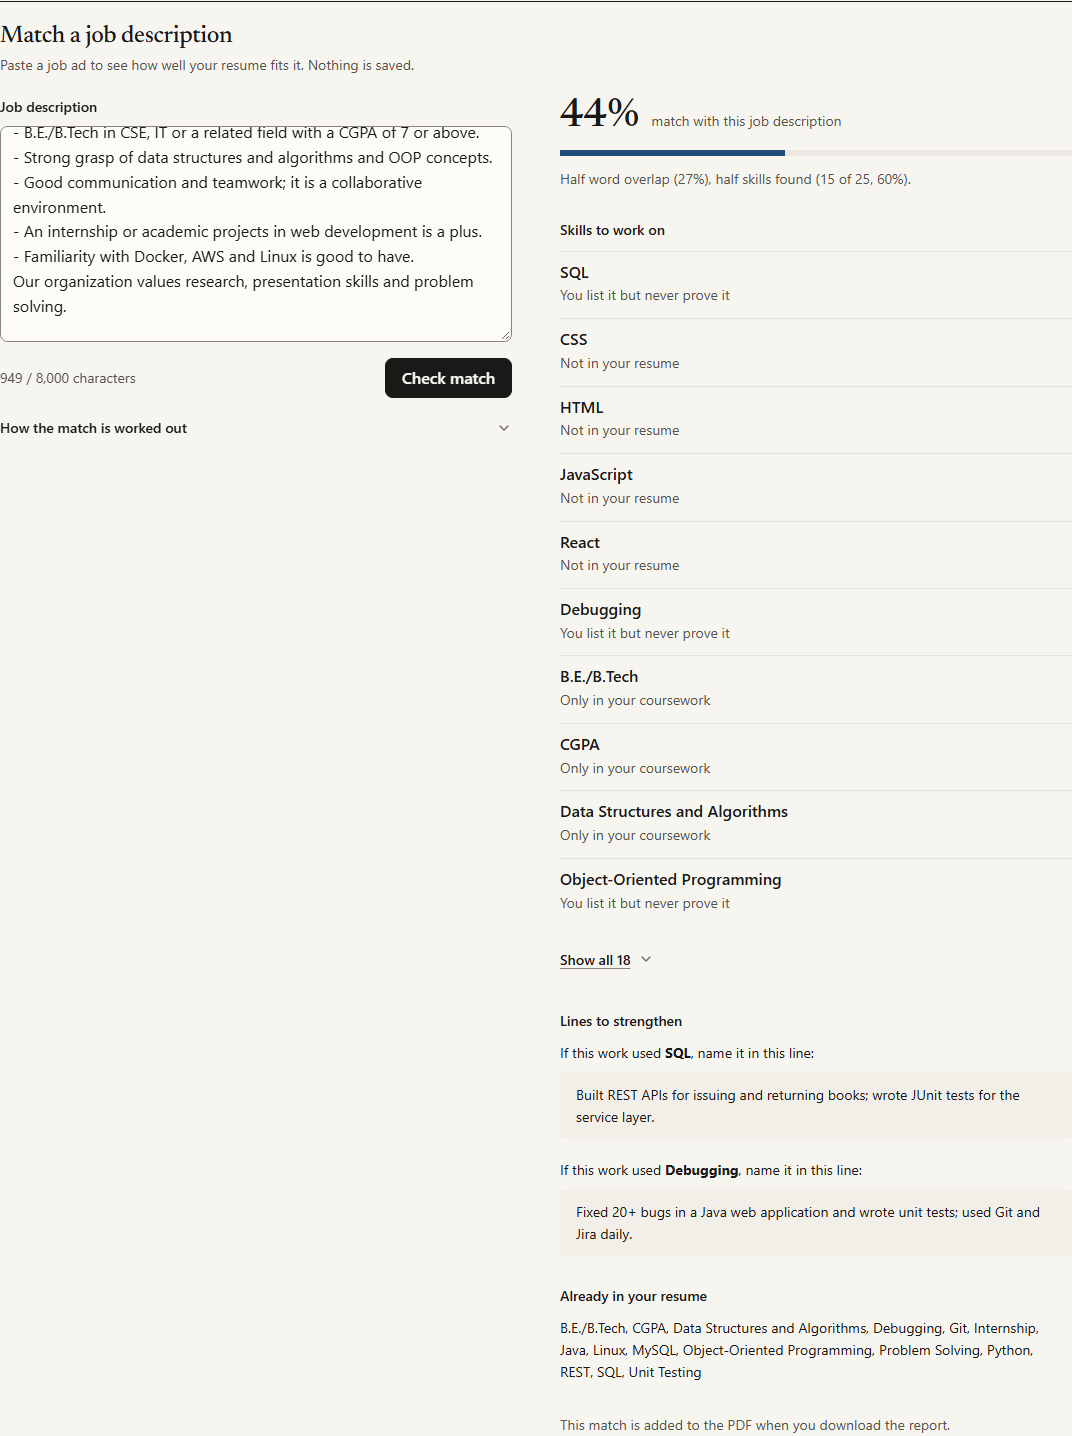 Match a job description
Paste a job ad to see how well your resume fits it. Nothing is saved.
Job description
- B.E./B.Tech in CSE, IT or a related field with a CGPA of 7 or above.
- Strong grasp of data structures and algorithms and OOP concepts.
- Good communication and teamwork; it is a collaborative
environment.
- An internship or academic projects in web development is a plus.
- Familiarity with Docker, AWS and Linux is good to have.
Our organization values research, presentation skills and problem
solving.
949 / 8,000 characters
Check match
How the match is worked out
44% match with this job description
Half word overlap (27%), half skills found (15 of 25, 60%).
Skills to work on
SQL
You list it but never prove it
CSS
Not in your resume
HTML
Not in your resume
JavaScript
Not in your resume
React
Not in your resume
Debugging
You list it but never prove it
B.E./B.Tech
Only in your coursework
CGPA
Only in your coursework
Data Structures and Algorithms
Only in your coursework
Object-Oriented Programming
You list it but never prove it
Show all 18
Lines to strengthen
If this work used SQL, name it in this line:
Built REST APIs for issuing and returning books; wrote JUnit tests for the
service layer.
If this work used Debugging, name it in this line:
Fixed 20+ bugs in a Java web application and wrote unit tests; used Git and
Jira daily.
Already in your resume
B.E./B.Tech, CGPA, Data Structures and Algorithms, Debugging, Git, Internship,
Java, Linux, MySQL, Object-Oriented Programming, Problem Solving, Python,
REST, SQL, Unit Testing
This match is added to the PDF when you download the report.